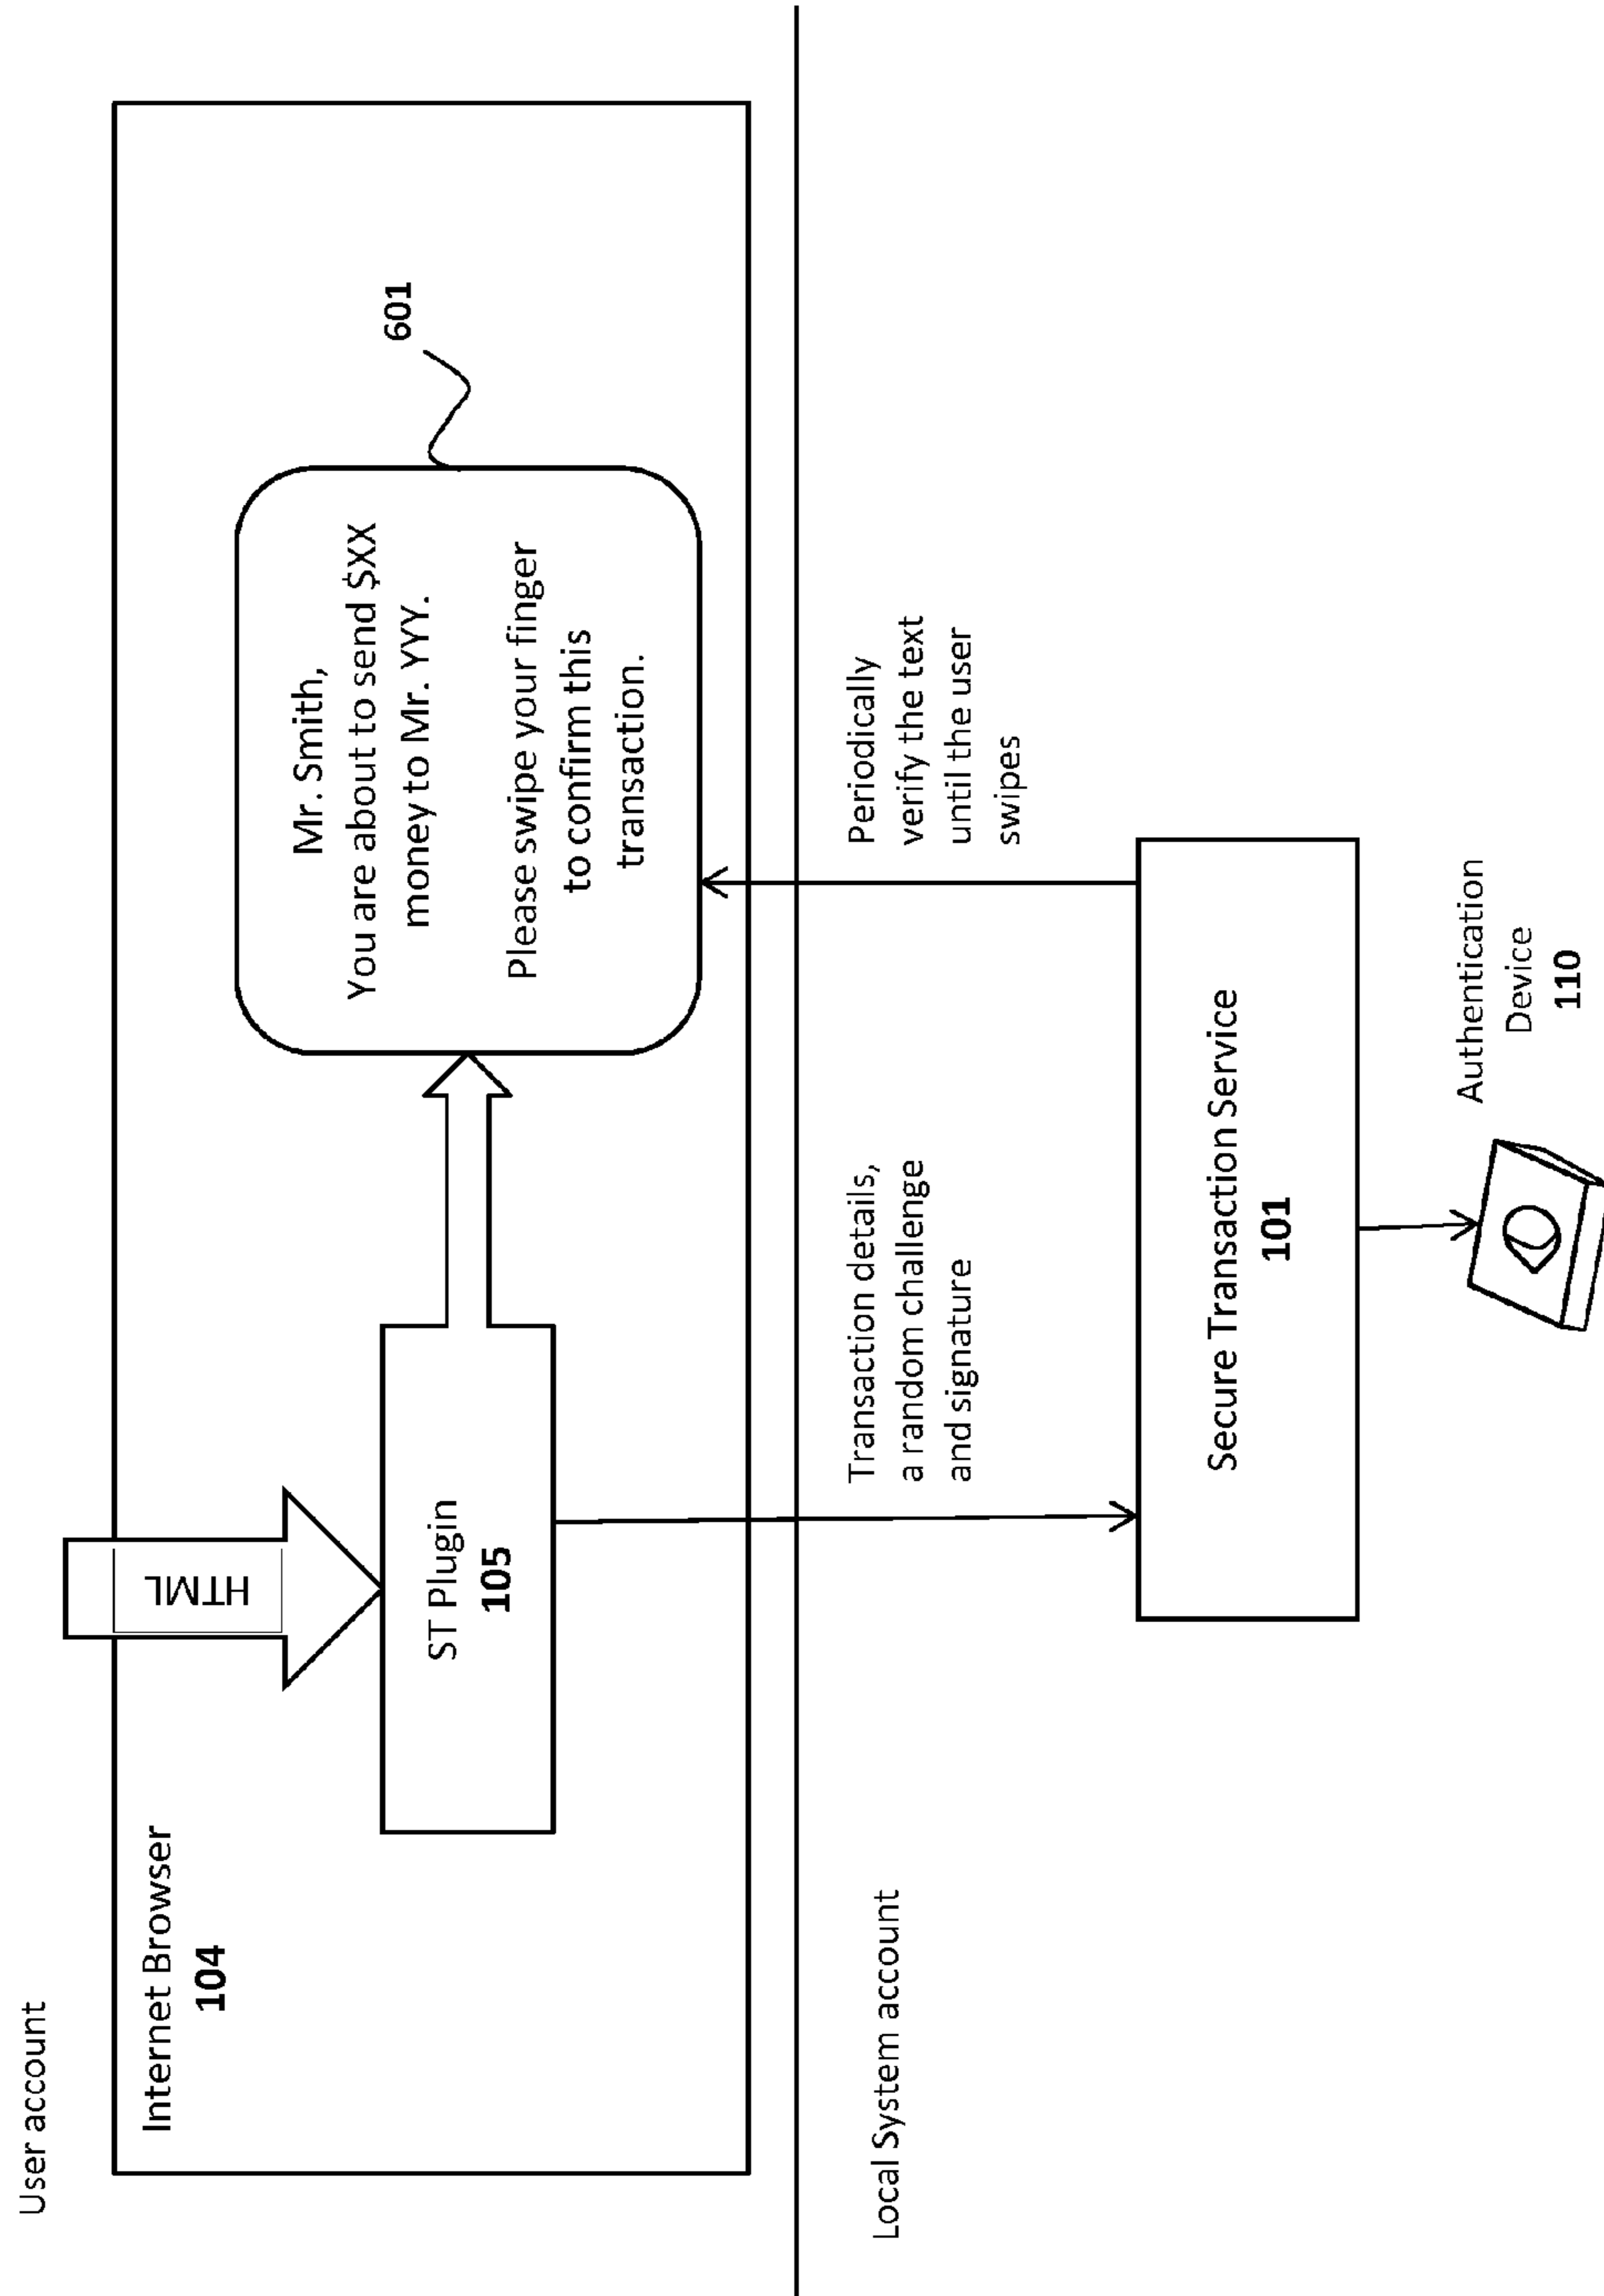 User account
Internet Browser
104
HTML
ST Plugin
105
Mr. Smith,
You are about to send $XX
money to Mr. YYY.
Please swipe your finger
to confirm this
transaction.
601
Local System account
Transaction details,
a random challenge
and signature
Periodically
verify the text
until the user
swipes
Secure Transaction Service
101
Authentication
Device
110